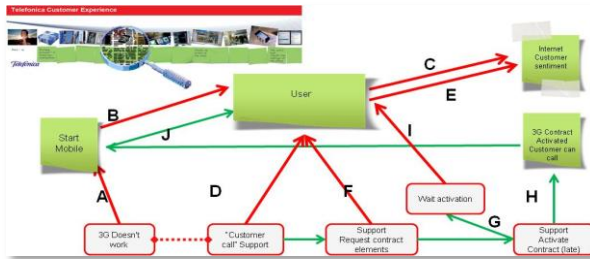 Telefonica Customer Experience
Telefonica
Internet
Customer
sentiment
C
E
B
User
J
Start
Mobile
I
3G Contract
Activated
Customer can
call
A
D
F
Wait activation
H
G
3G Doesn't
work
"Customer
call" Support
Support
Request contract
elements
Support
Activate
Contract (late)